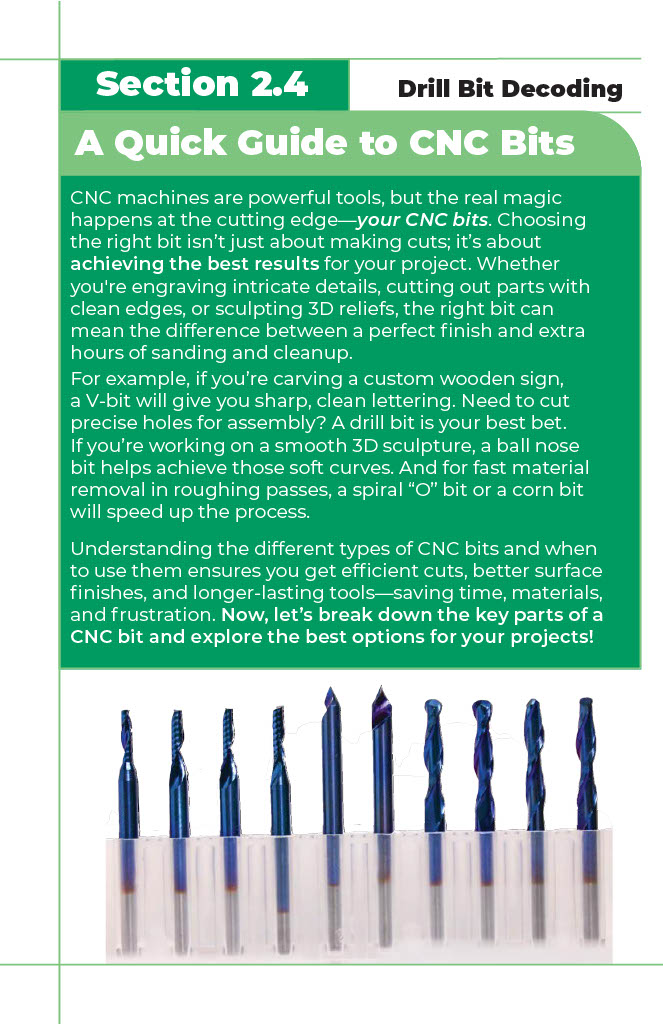 Section 2.4
Drill Bit Decoding
A Quick Guide to CNC Bits
CNC machines are powerful tools, but the real magic
happens at the cutting edge—your CNC bits. Choosing
the right bit isn’t just about making cuts; it’s about
achieving the best results for your project. Whether
you're engraving intricate details, cutting out parts with
clean edges, or sculpting 3D reliefs, the right bit can
mean the difference between a perfect finish and extra
hours of sanding and cleanup.
For example, if you’re carving a custom wooden sign,
a V-bit will give you sharp, clean lettering. Need to cut
precise holes for assembly? A drill bit is your best bet.
If you’re working on a smooth 3D sculpture, a ball nose
bit helps achieve those soft curves. And for fast material
removal in roughing passes, a spiral “O” bit or a corn bit
will speed up the process.
Understanding the different types of CNC bits and when
to use them ensures you get efficient cuts, better surface
finishes, and longer-lasting tools—saving time, materials,
and frustration. Now, let’s break down the key parts of a
CNC bit and explore the best options for your projects!